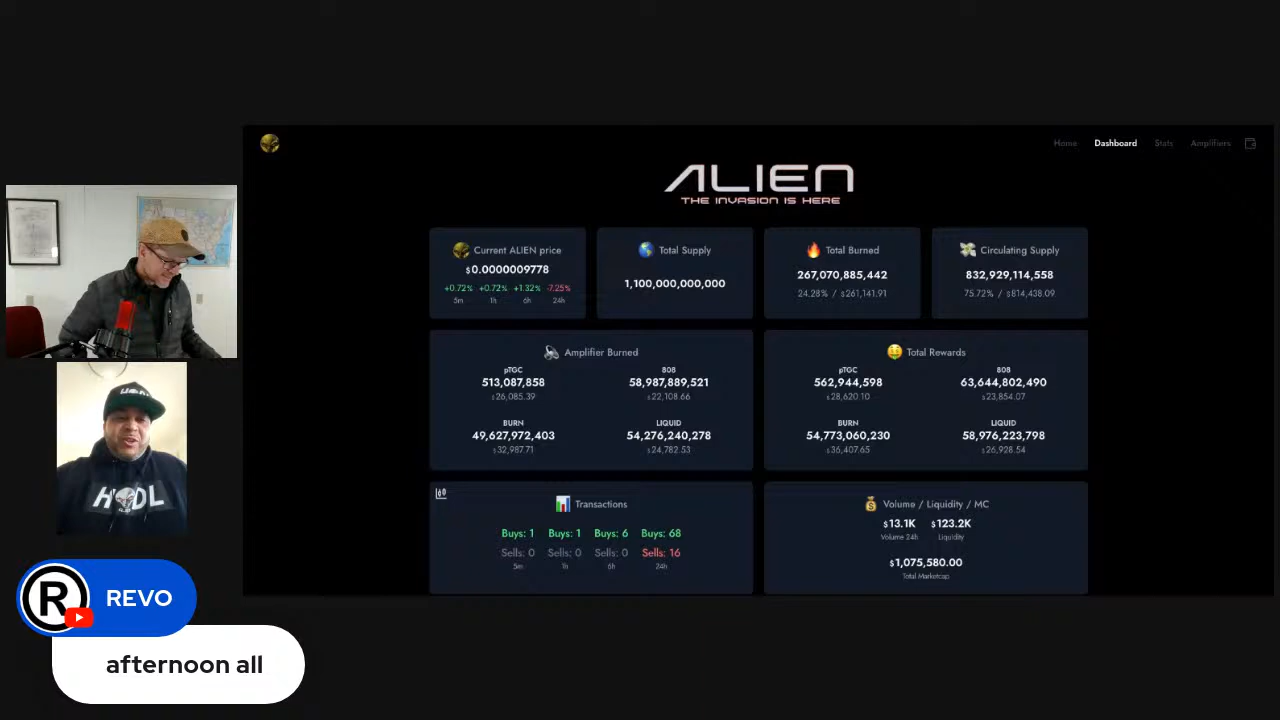 Home Dashboard Stats Amplifiers
ALIEN
THE INVASION IS HERE
Current ALIEN price
$0.0000009778
+0.72% +0.72% +1.32% -7.25%
5m 1h 6h 24h
Total Supply
1,100,000,000,000
Total Burned
267,070,885,442
24.28% / $261,141.91
Circulating Supply
832,929,114,558
75.72% / $814,438.09
Amplifier Burned
pTGC 808
513,087,858 58,987,889,521
$26,085.39 $22,108.66
BURN LIQUID
49,627,972,403 54,276,240,278
$32,987.71 $24,782.53
Total Rewards
pTGC 808
562,944,598 63,644,802,490
$28,620.10 $23,854.07
BURN LIQUID
54,773,060,230 58,976,223,798
$36,407.65 $26,928.54
Transactions
Buys: 1 Buys: 1 Buys: 6 Buys: 68
Sells: 0 Sells: 0 Sells: 0 Sells: 16
5m 1h 6h 24h
Volume / Liquidity / MC
$13.1K $123.2K
Volume 24h Liquidity
$1,075,580.00
Total Marketcap
H DL
R REVO
afternoon all